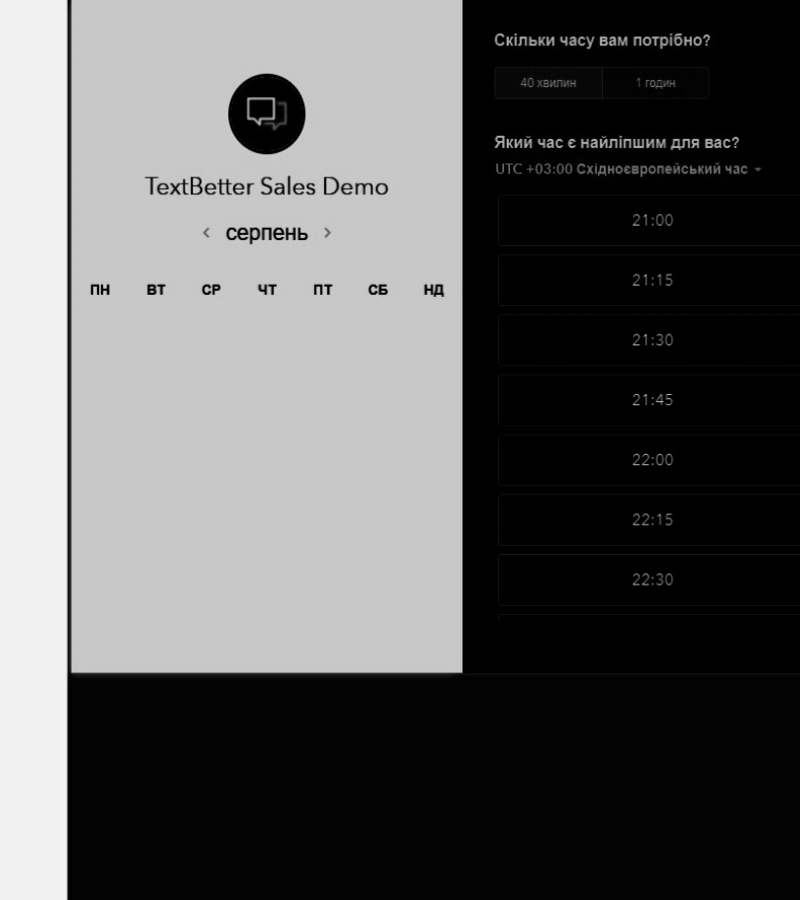 TextBetter Sales Demo
серпень
ПН ВТ СР ЧТ ПТ СБ НД
Скільки часу вам потрібно?
40 хвилин 1 годин
Який час є найліпшим для вас?
UTC +03:00 Східноєвропейський час
21:00
21:15
21:30
21:45
22:00
22:15
22:30